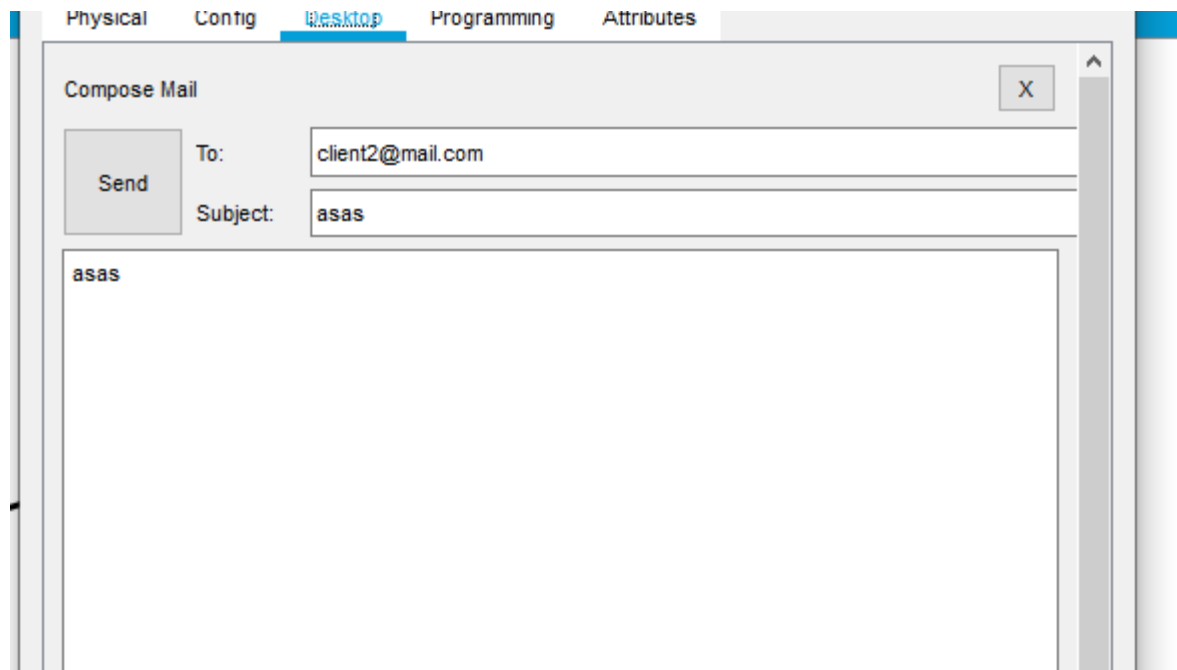 Physical Config Desktop Programming Attributes
Compose Mail X
Send
To: client2@mail.com
Subject: asas
asas